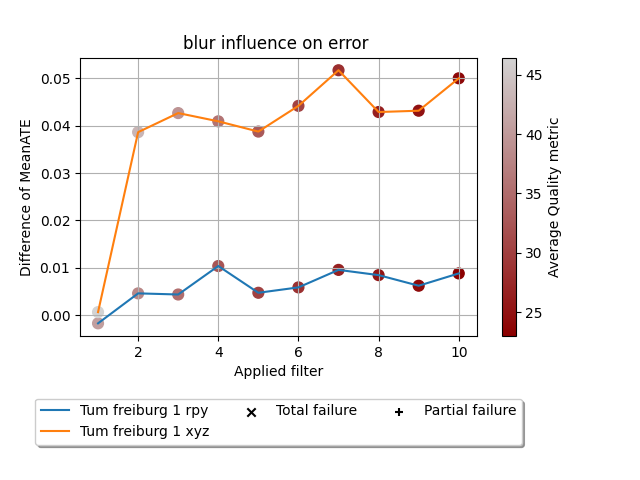 blur influence on error
0.05
0.04
0.03
0.02
0.01
0.00
Difference of MeanATE
2 4 6 8 10
Applied filter
45
40
35
30
25
Average Quality metric
Tum freiburg 1 rpy Total failure Partial failure
Tum freiburg 1 xyz